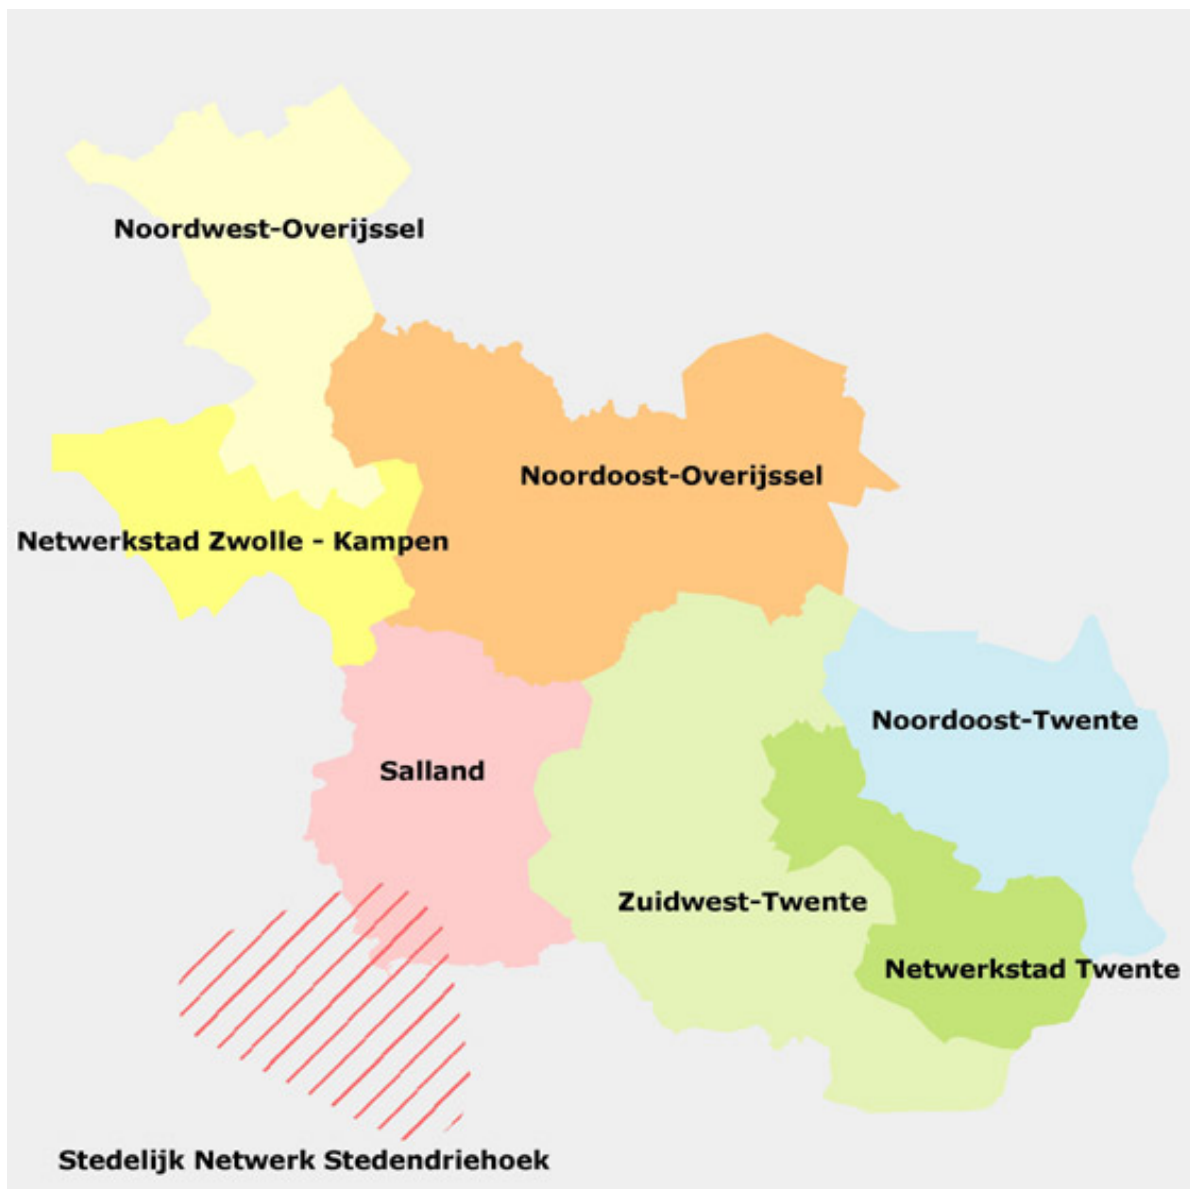 Noordwest-Overijssel
Noordoost-Overijssel
Netwerkstad Zwolle - Kampen
Noordoost-Twente
Salland
Zuidwest-Twente
Netwerkstad Twente
Stedelijk Netwerk Stedendriehoek